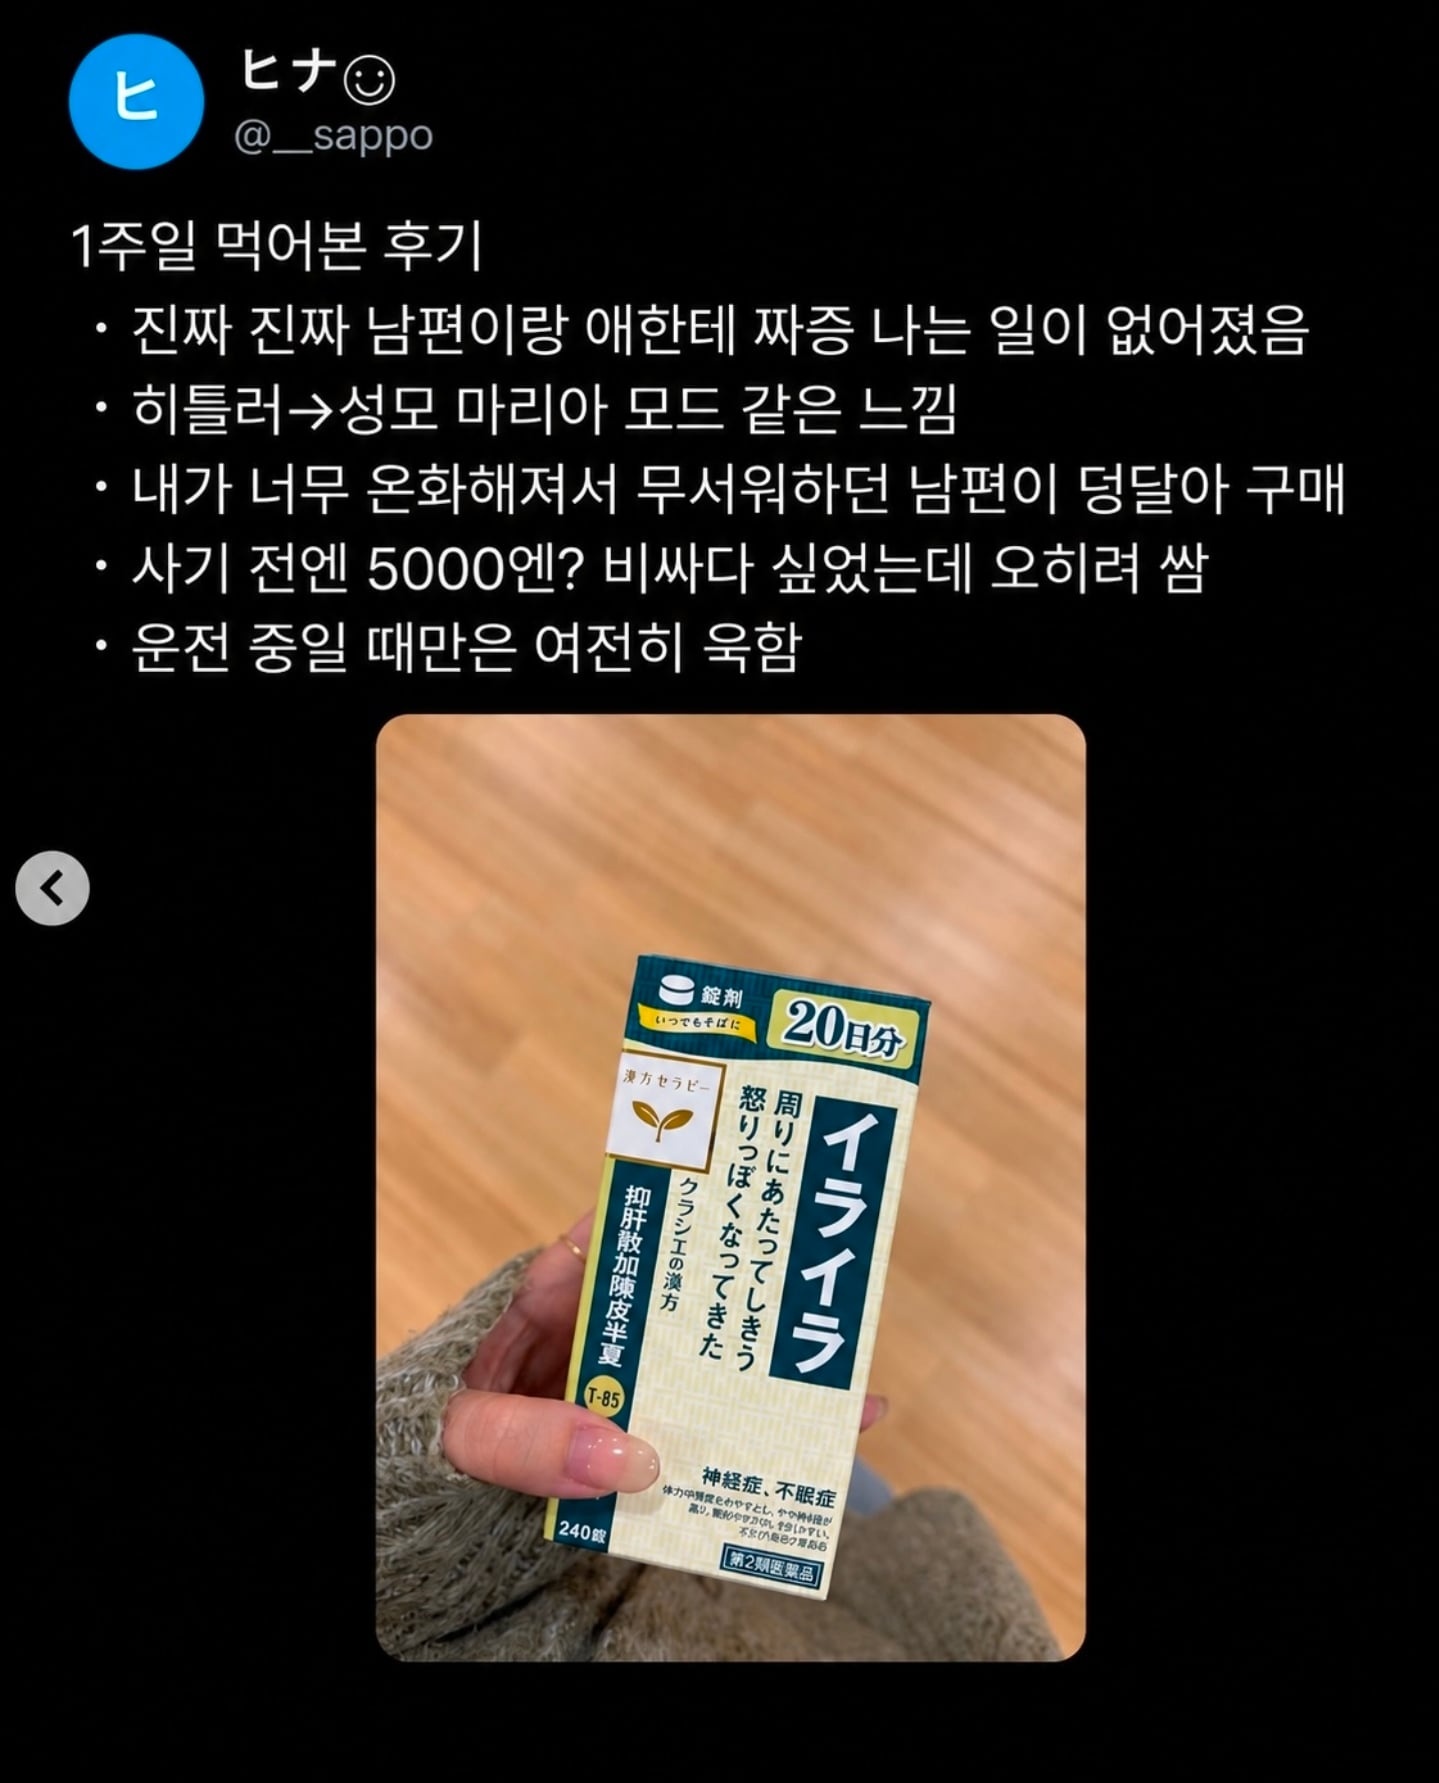 ヒ
ヒナ☺
@__sappo
1주일 먹어본 후기
• 진짜 진짜 남편이랑 애한테 짜증 나는 일이 없어졌음
• 히틀러→성모 마리아 모드 같은 느낌
• 내가 너무 온화해져서 무서워하던 남편이 덩달아 구매
• 사기 전엔 5000엔? 비싸다 싶었는데 오히려 쌈
• 운전 중일 때만은 여전히 욱함
錠剤
いつでもそばに
20日分
漢方セラピー
イライラ
周りにあたってしきう
怒りっぽくなってきた
クラシエの漢方
抑肝散加陳皮半夏
T-85
神経症、不眠症
240錠
第2類医薬品